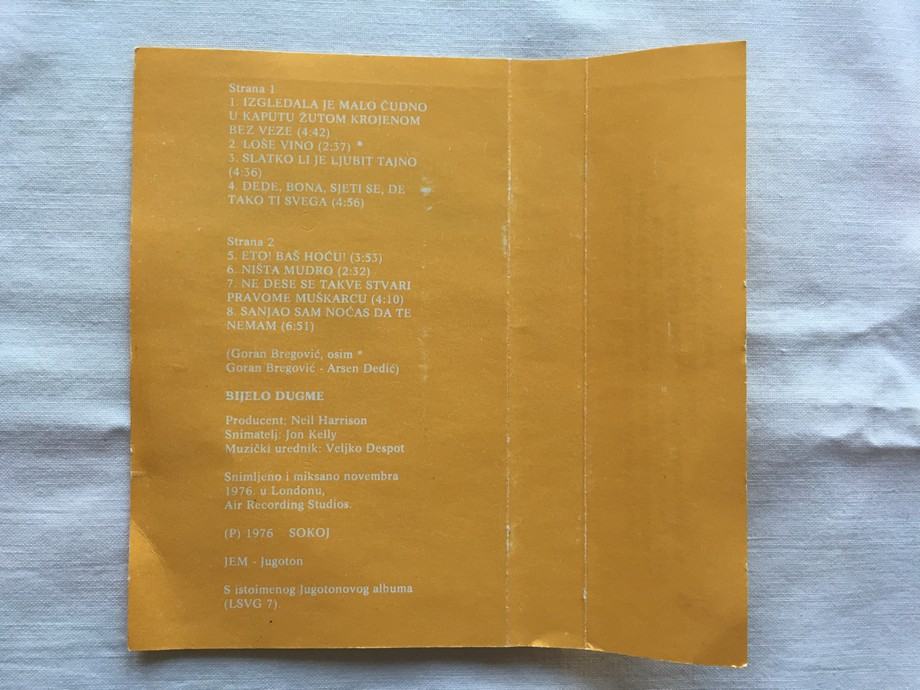 Strana 1
1. IZGLEDALA JE MALO ČUDNO
U KAPUTU ŽUTOM KROJENOM
BEZ VEZE (4:42)
2. LOŠE VINO (2:37) *
3. SLATKO LI JE LJUBIT TAJNO
(4:36)
4. DEDE, BONA, SJETI SE, DE
TAKO TI SVEGA (4:56)
Strana 2
5. ETO! BAŠ HOĆU! (3:53)
6. NIŠTA MUDRO (2:32)
7. NE DESE SE TAKVE STVARI
PRAVOME MUŠKARCU (4:10)
8. SANJAO SAM NOĆAS DA TE
NEMAM (6:51)
(Goran Bregović, osim *
Goran Bregović - Arsen Dedić)
BIJELO DUGME
Producent: Neil Harrison
Snimatelj: Jon Kelly
Muzički urednik: Veljko Despot
Snimljeno i miksano novembra
1976. u Londonu,
Air Recording Studios.
(P) 1976 SOKOJ
JEM - Jugoton
S istoimenog Jugotonovog albuma
(LSVG 7)